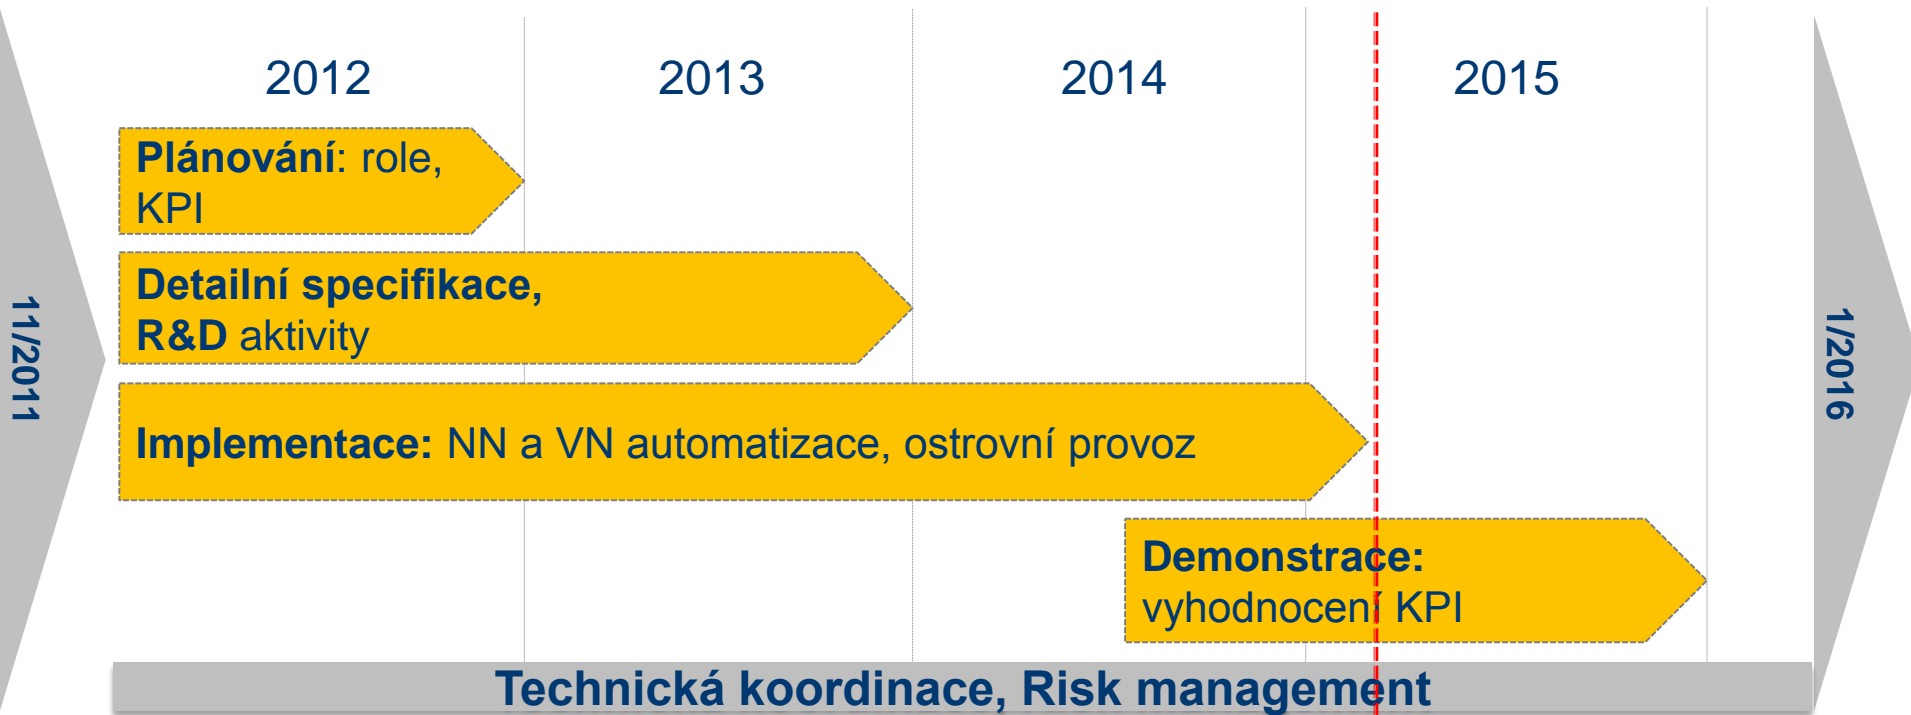 2012
2013
2014
2015
11/2011
Plánování: role,
KPI
Detailní specifikace,
R&D aktivity
Implementace: NN a VN automatizace, ostrovní provoz
Demonstrace:
vyhodnocení KPI
1/2016
Technická koordinace, Risk management